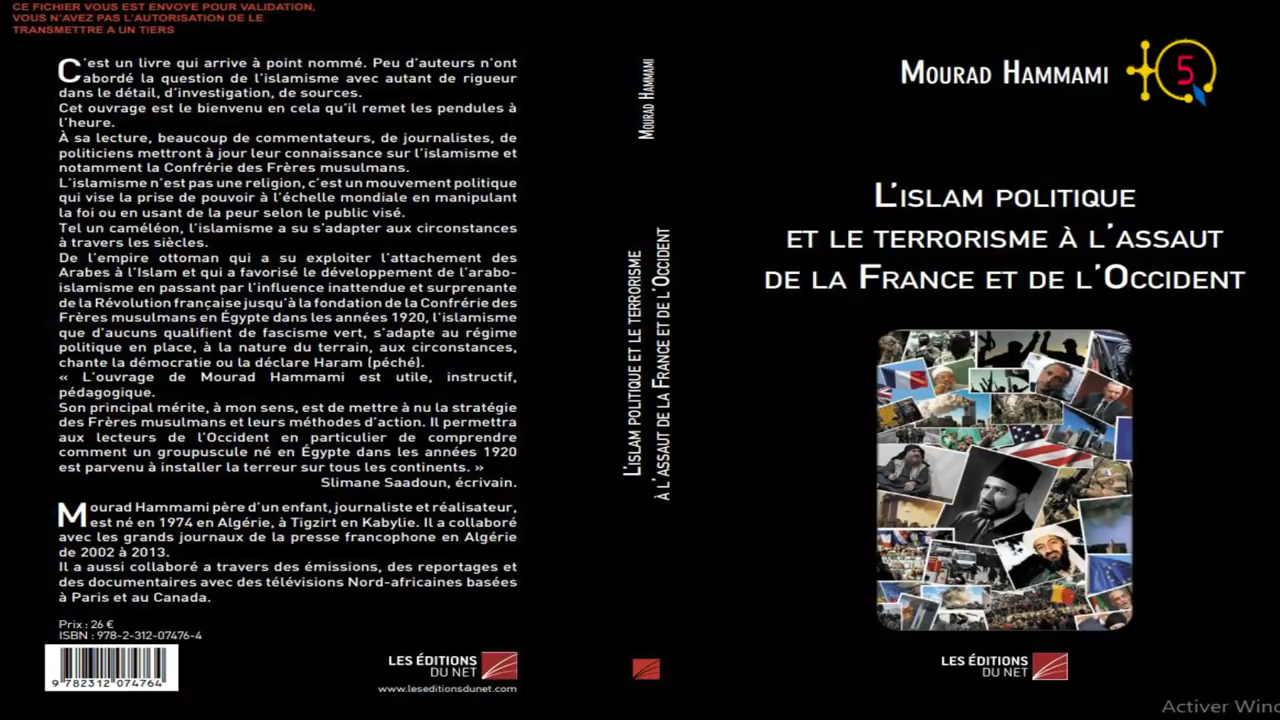 CE FICHIER VOUS EST ENVOYE POUR VALIDATION,
VOUS N'AVEZ PAS L'AUTORISATION DE LE
TRANSMETTRE A UN TIERS
C'est un livre qui arrive à point nommé. Peu d'auteurs n'ont
abordé la question de l'islamisme avec autant de rigueur
dans le détail, d'investigation, de sources.
Cet ouvrage est le bienvenu en cela qu'il remet les pendules à
l'heure.
À sa lecture, beaucoup de commentateurs, de journalistes, de
politiciens mettront à jour leur connaissance sur l'islamisme et
notamment la Confrérie des Frères musulmans.
L'islamisme n'est pas une religion, c'est un mouvement politique
qui vise la prise de pouvoir à l'échelle mondiale en manipulant
la foi ou en usant de la peur selon le public visé.
Tel un caméléon, l'islamisme a su s'adapter aux circonstances
à travers les siècles.
De l'empire ottoman qui a su exploiter l'attachement des
Arabes à l'Islam et qui a favorisé le développement de l'arabo-
islamisme en passant par l'influence inattendue et surprenante
de la Révolution française jusqu'à la fondation de la Confrérie des
Frères musulmans en Égypte dans les années 1920, l'islamisme
que d'aucuns qualifient de fascisme vert, s'adapte au régime
politique en place, à la nature du terrain, aux circonstances,
chante la démocratie ou la déclare Haram (péché).
« L'ouvrage de Mourad Hammami est utile, instructif,
pédagogique.
Son principal mérite, à mon sens, est de mettre à nu la stratégie
des Frères musulmans et leurs méthodes d'action. Il permettra
aux lecteurs de l'Occident en particulier de comprendre
comment un groupuscule né en Égypte dans les années 1920
est parvenu à installer la terreur sur tous les continents. »
Slimane Saadoun, écrivain.
Mourad Hammami père d'un enfant, journaliste et réalisateur,
est né en 1974 en Algérie, à Tigzirt en Kabylie. Il a collaboré
avec les grands journaux de la presse francophone en Algérie
de 2002 à 2013.
Il a aussi collaboré a travers des émissions, des reportages et
des documentaires avec des télévisions Nord-africaines basées
à Paris et au Canada.
Prix : 26 €
ISBN : 978-2-312-07476-4
9 782312 074764
LES ÉDITIONS
DU NET
www.leseditionsdunet.com
MOURAD HAMMAMI
L'ISLAM POLITIQUE ET LE TERRORISME
À L'ASSAUT DE LA FRANCE ET DE L'OCCIDENT
MOURAD HAMMAMI
5
L'ISLAM POLITIQUE
ET LE TERRORISME À L'ASSAUT
DE LA FRANCE ET DE L'OCCIDENT
LES ÉDITIONS
DU NET
Activer Wind